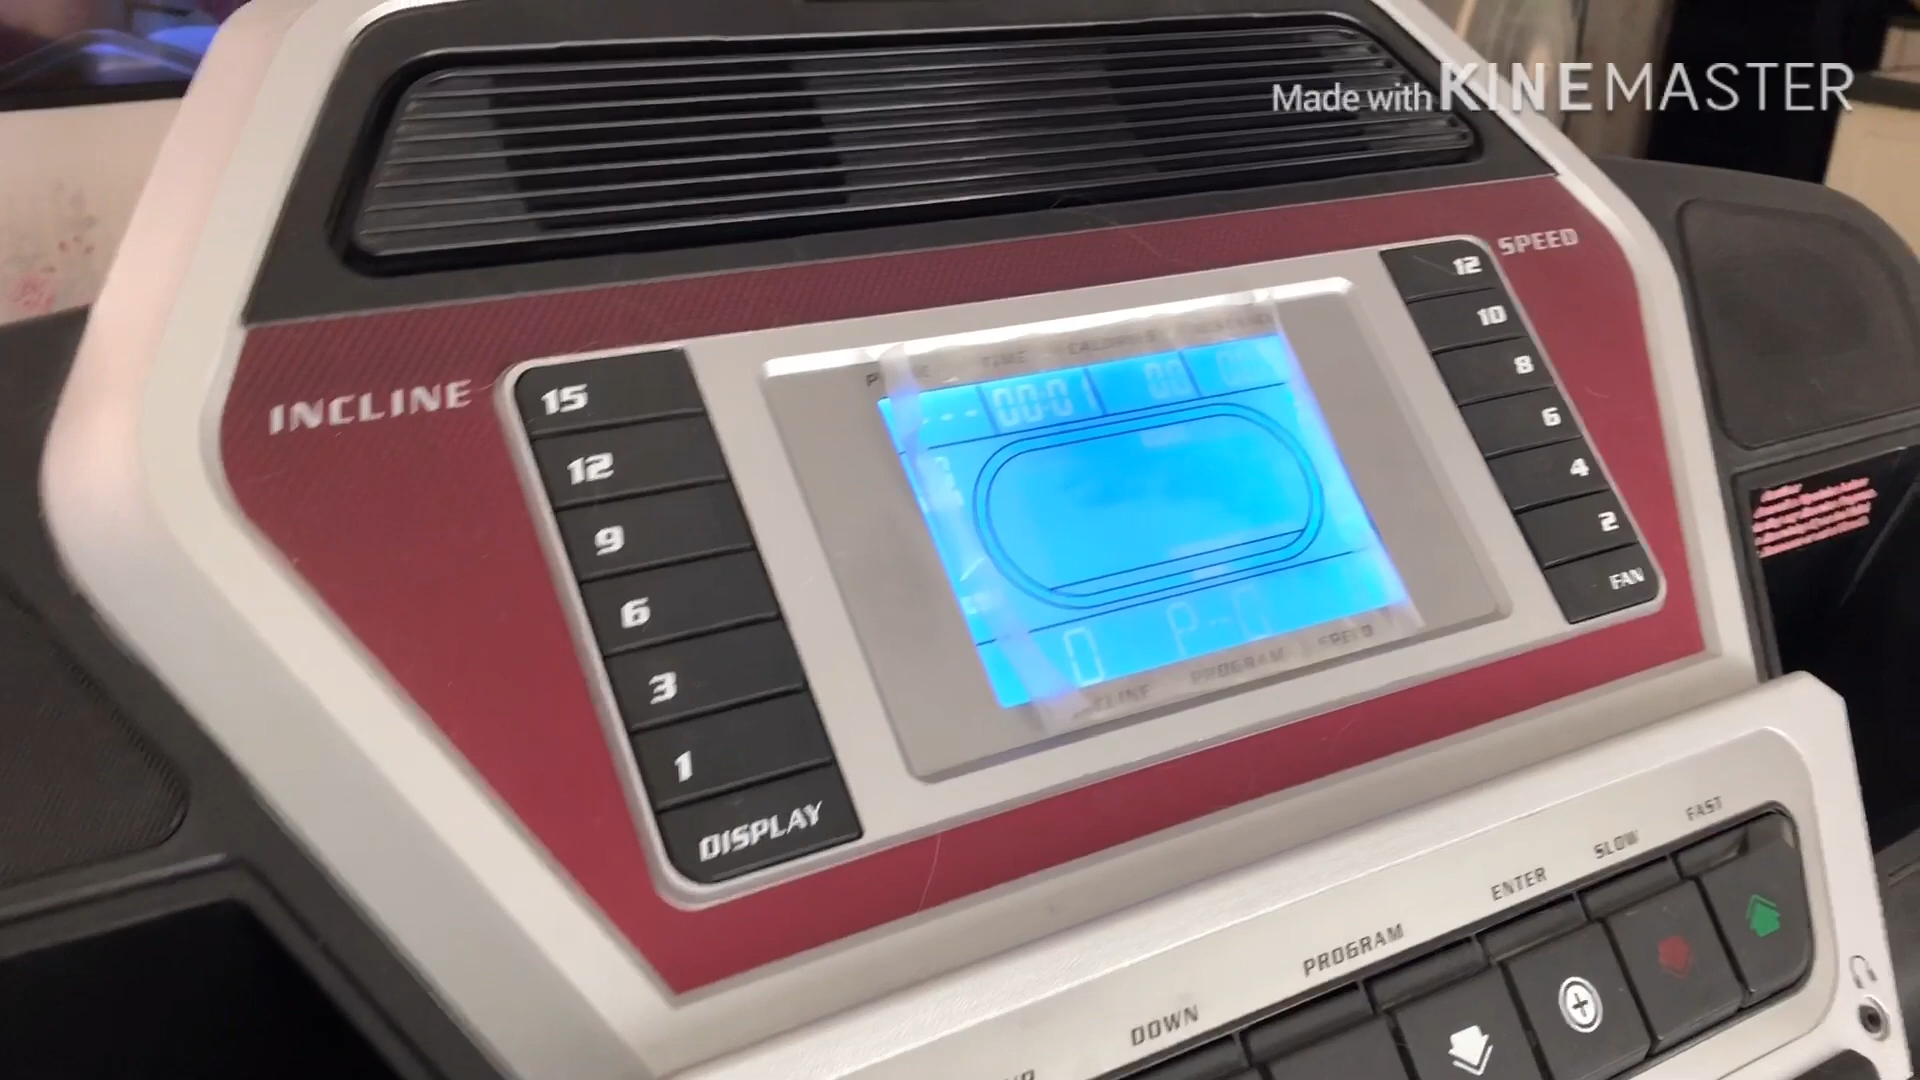 Made with KINEMASTER
SPEED
INCLINE
15
12
9
6
3
1
DISPLAY
12
10
8
6
4
2
FAN
TIME
CALORIES
00:01
0
P-0
PROGRAM
SPEED
DOWN
PROGRAM
ENTER
SLOW
FAST